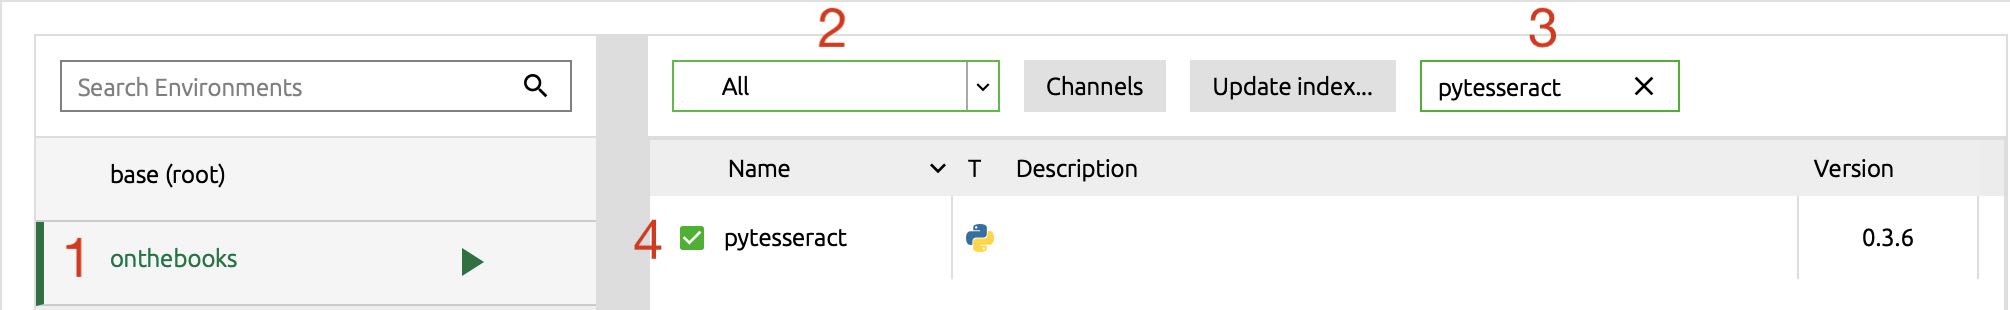 2
3
Search Environments
All
Channels
Update index...
pytesseract
base (root)
Name
T
Description
Version
1
onthebooks
4
pytesseract
0.3.6